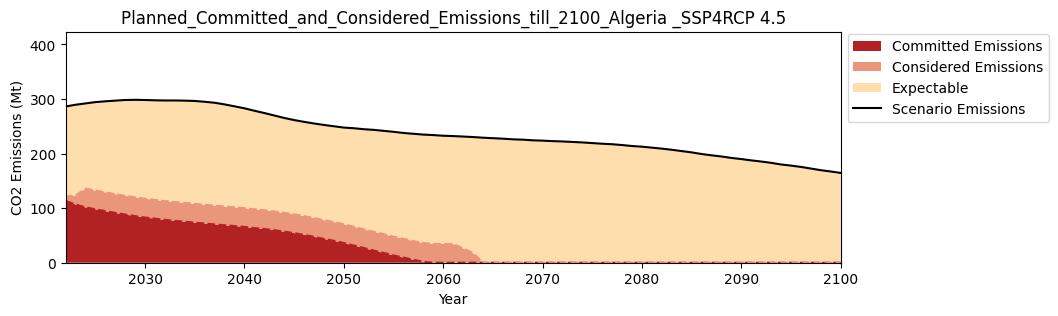 Planned_Committed_and_Considered_Emissions_till_2100_Algeria _SSP4RCP 4.5
CO2 Emissions (Mt)
400
300
200
100
0
2030 2040 2050 2060 2070 2080 2090 2100
Year
Committed Emissions
Considered Emissions
Expectable
Scenario Emissions